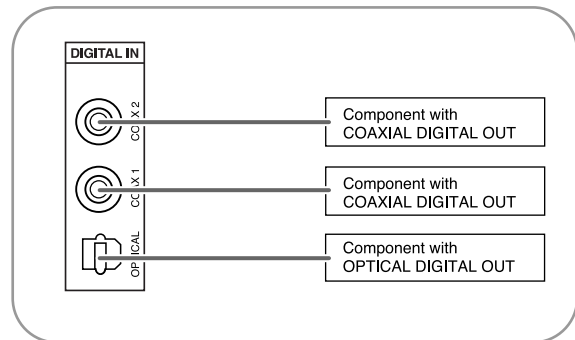 DIGITAL IN
COAX 2
Component with
COAXIAL DIGITAL OUT
COAX 1
Component with
COAXIAL DIGITAL OUT
OPTICAL
Component with
OPTICAL DIGITAL OUT